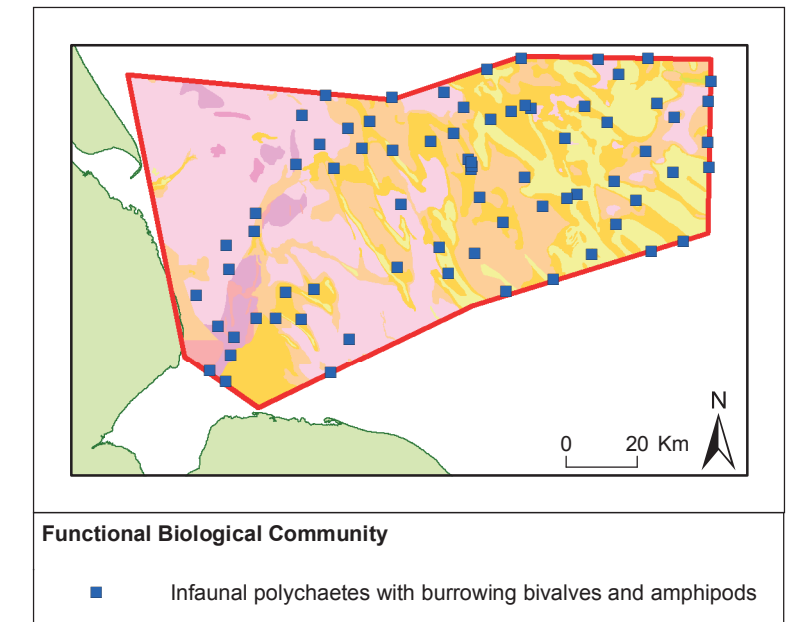 N
0 20 Km
Functional Biological Community
Infaunal polychaetes with burrowing bivalves and amphipods